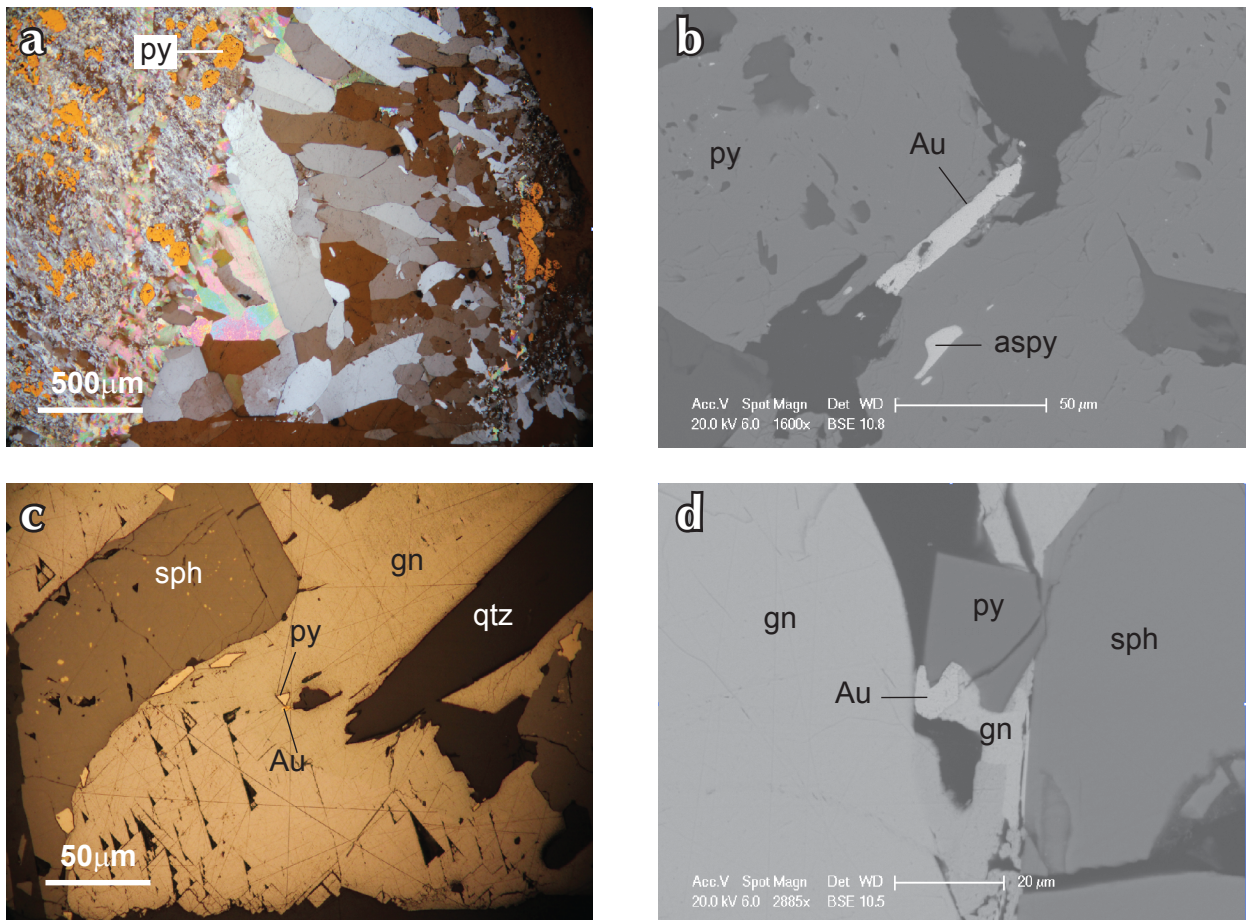 a
py
500μm
b
py
Au
aspy
Acc.V Spot Magn Det WD
20.0 kV 6.0 1600x BSE 10.8
50 μm
c
sph
gn
qtz
py
Au
50μm
d
gn
py
sph
Au
gn
Acc.V Spot Magn Det WD
20.0 kV 6.0 2885x BSE 10.5
20 μm